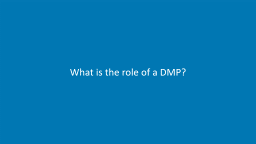 What is the role of a DMP?